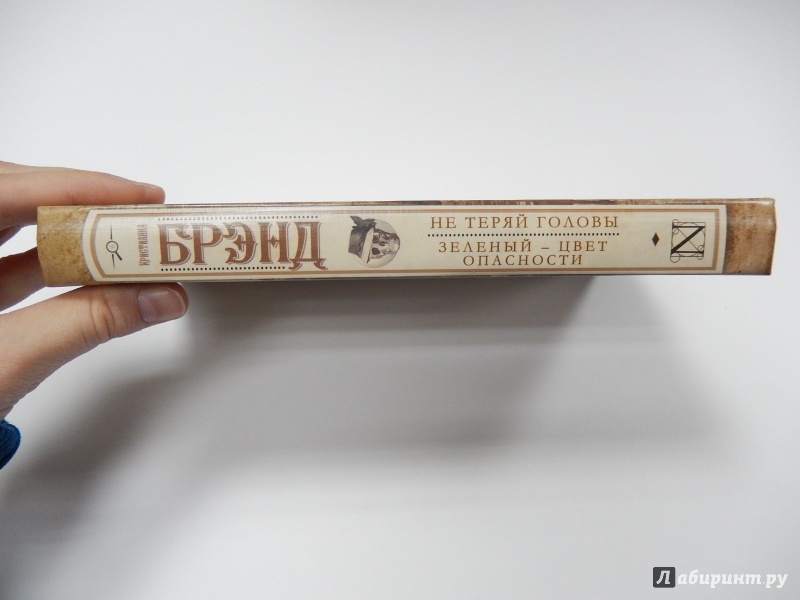 КРИСТИАННА
БРЭНД
НЕ ТЕРЯЙ ГОЛОВЫ
ЗЕЛЕНЫЙ – ЦВЕТ
ОПАСНОСТИ
N
Лабиринт.ру